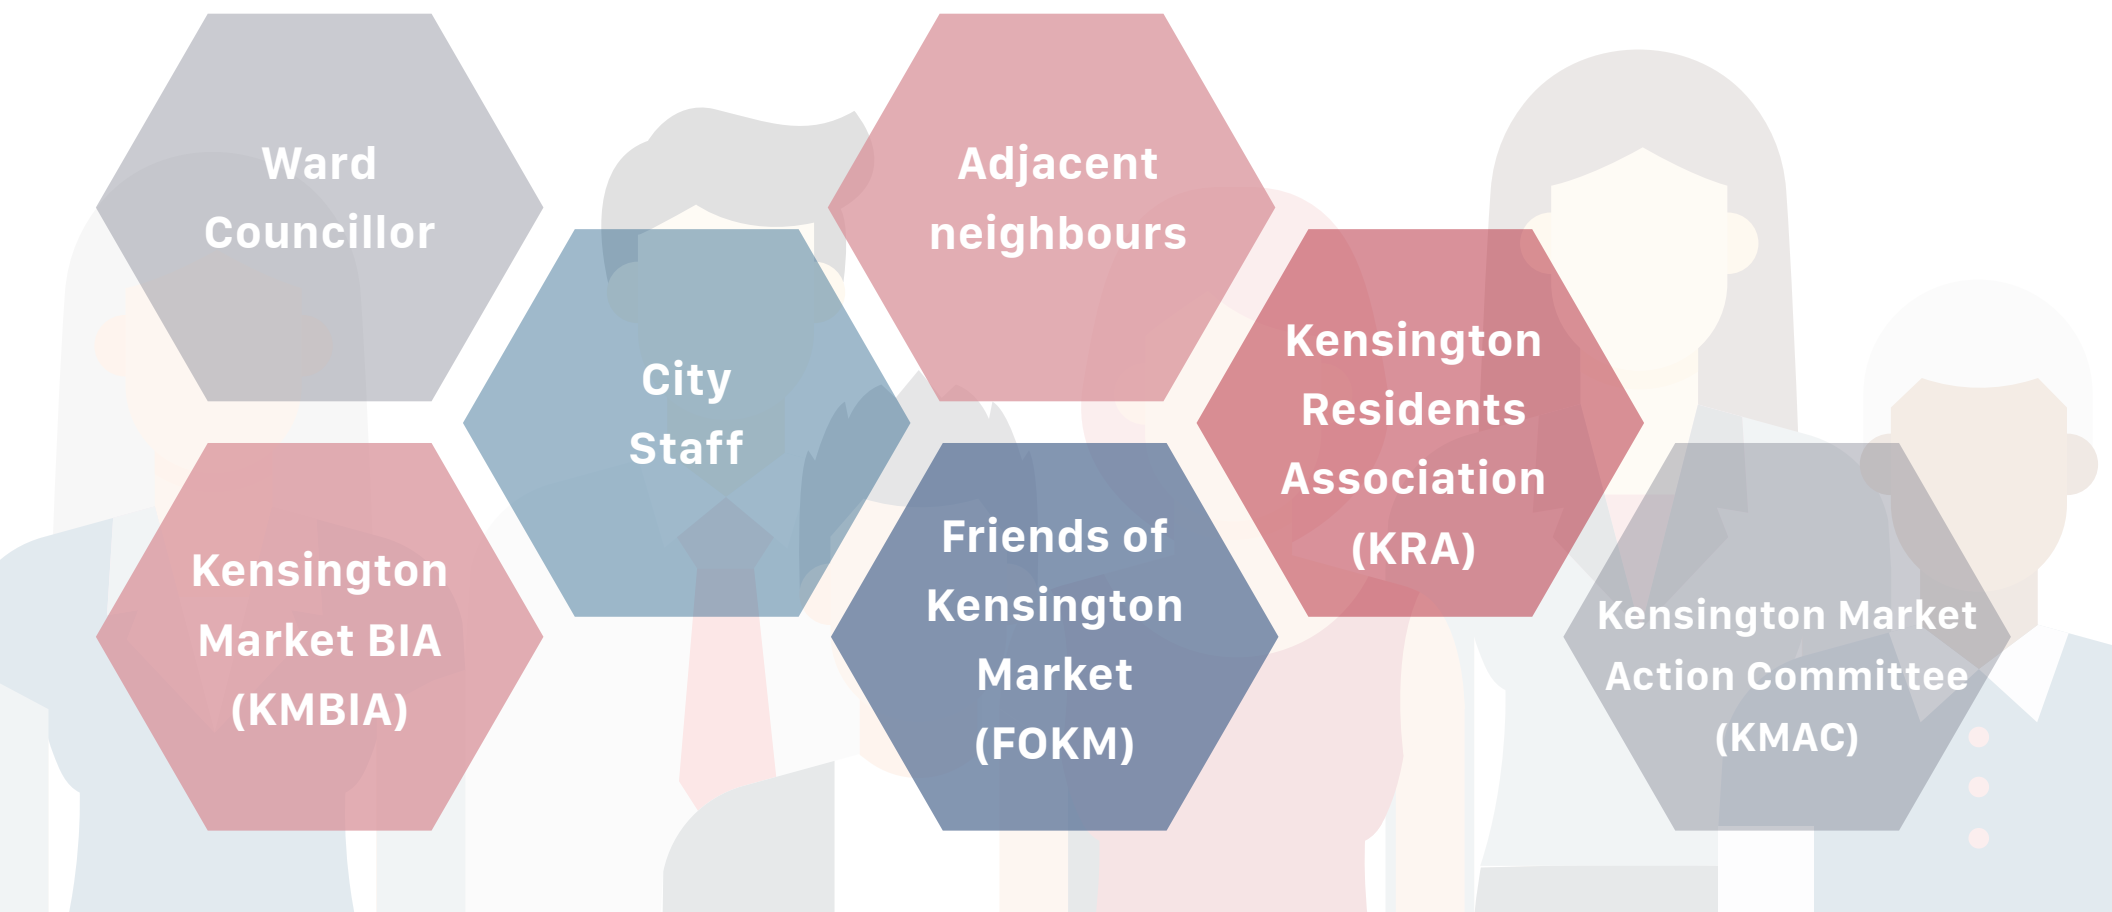 Ward
Councillor
City
Staff
Adjacent
neighbours
Kensington
Residents
Association
(KRA)
Kensington
Market BIA
(KMBIA)
Friends of
Kensington
Market
(FOKM)
Kensington Market
Action Committee
(KMAC)